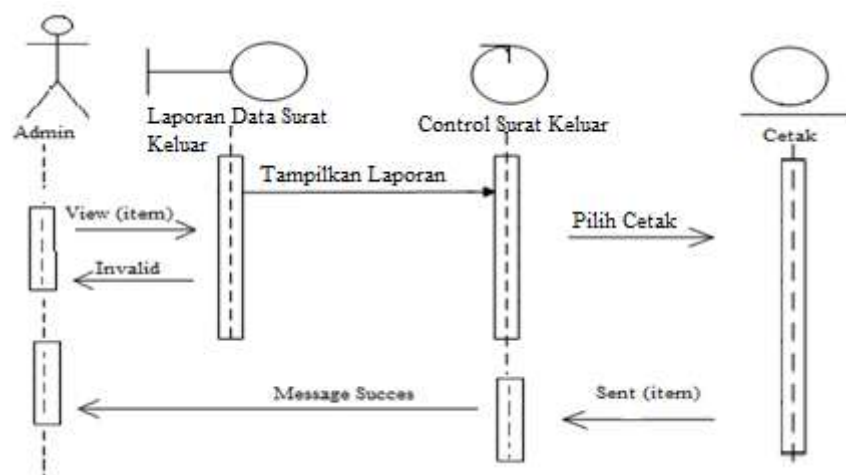 Laporan Data Surat
Keluar
Control Surat Keluar
Admin
Cetak
Tampilkan Laporan
View (item)
Pilih Cetak
Invalid
Message Succes
Sent (item)